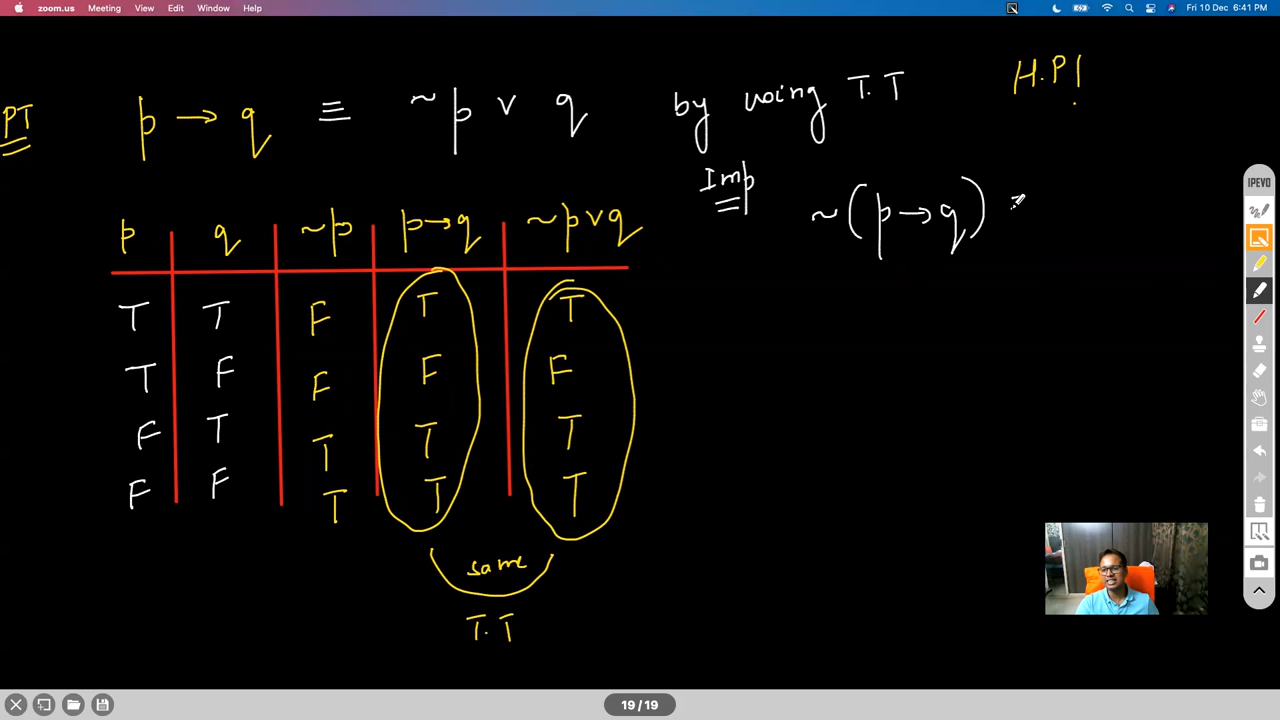 zoom.us Meeting View Edit Window Help Fri 10 Dec 6:41 PM
H.P!
PT p → q ≡ ~p ∨ q by using T.T
Imp
~(p→q) =
p q ~p p→q ~p∨q
T T F T T
T F F F F
F T T T T
F F T T T
same
T.T
IPEVO
19 / 19